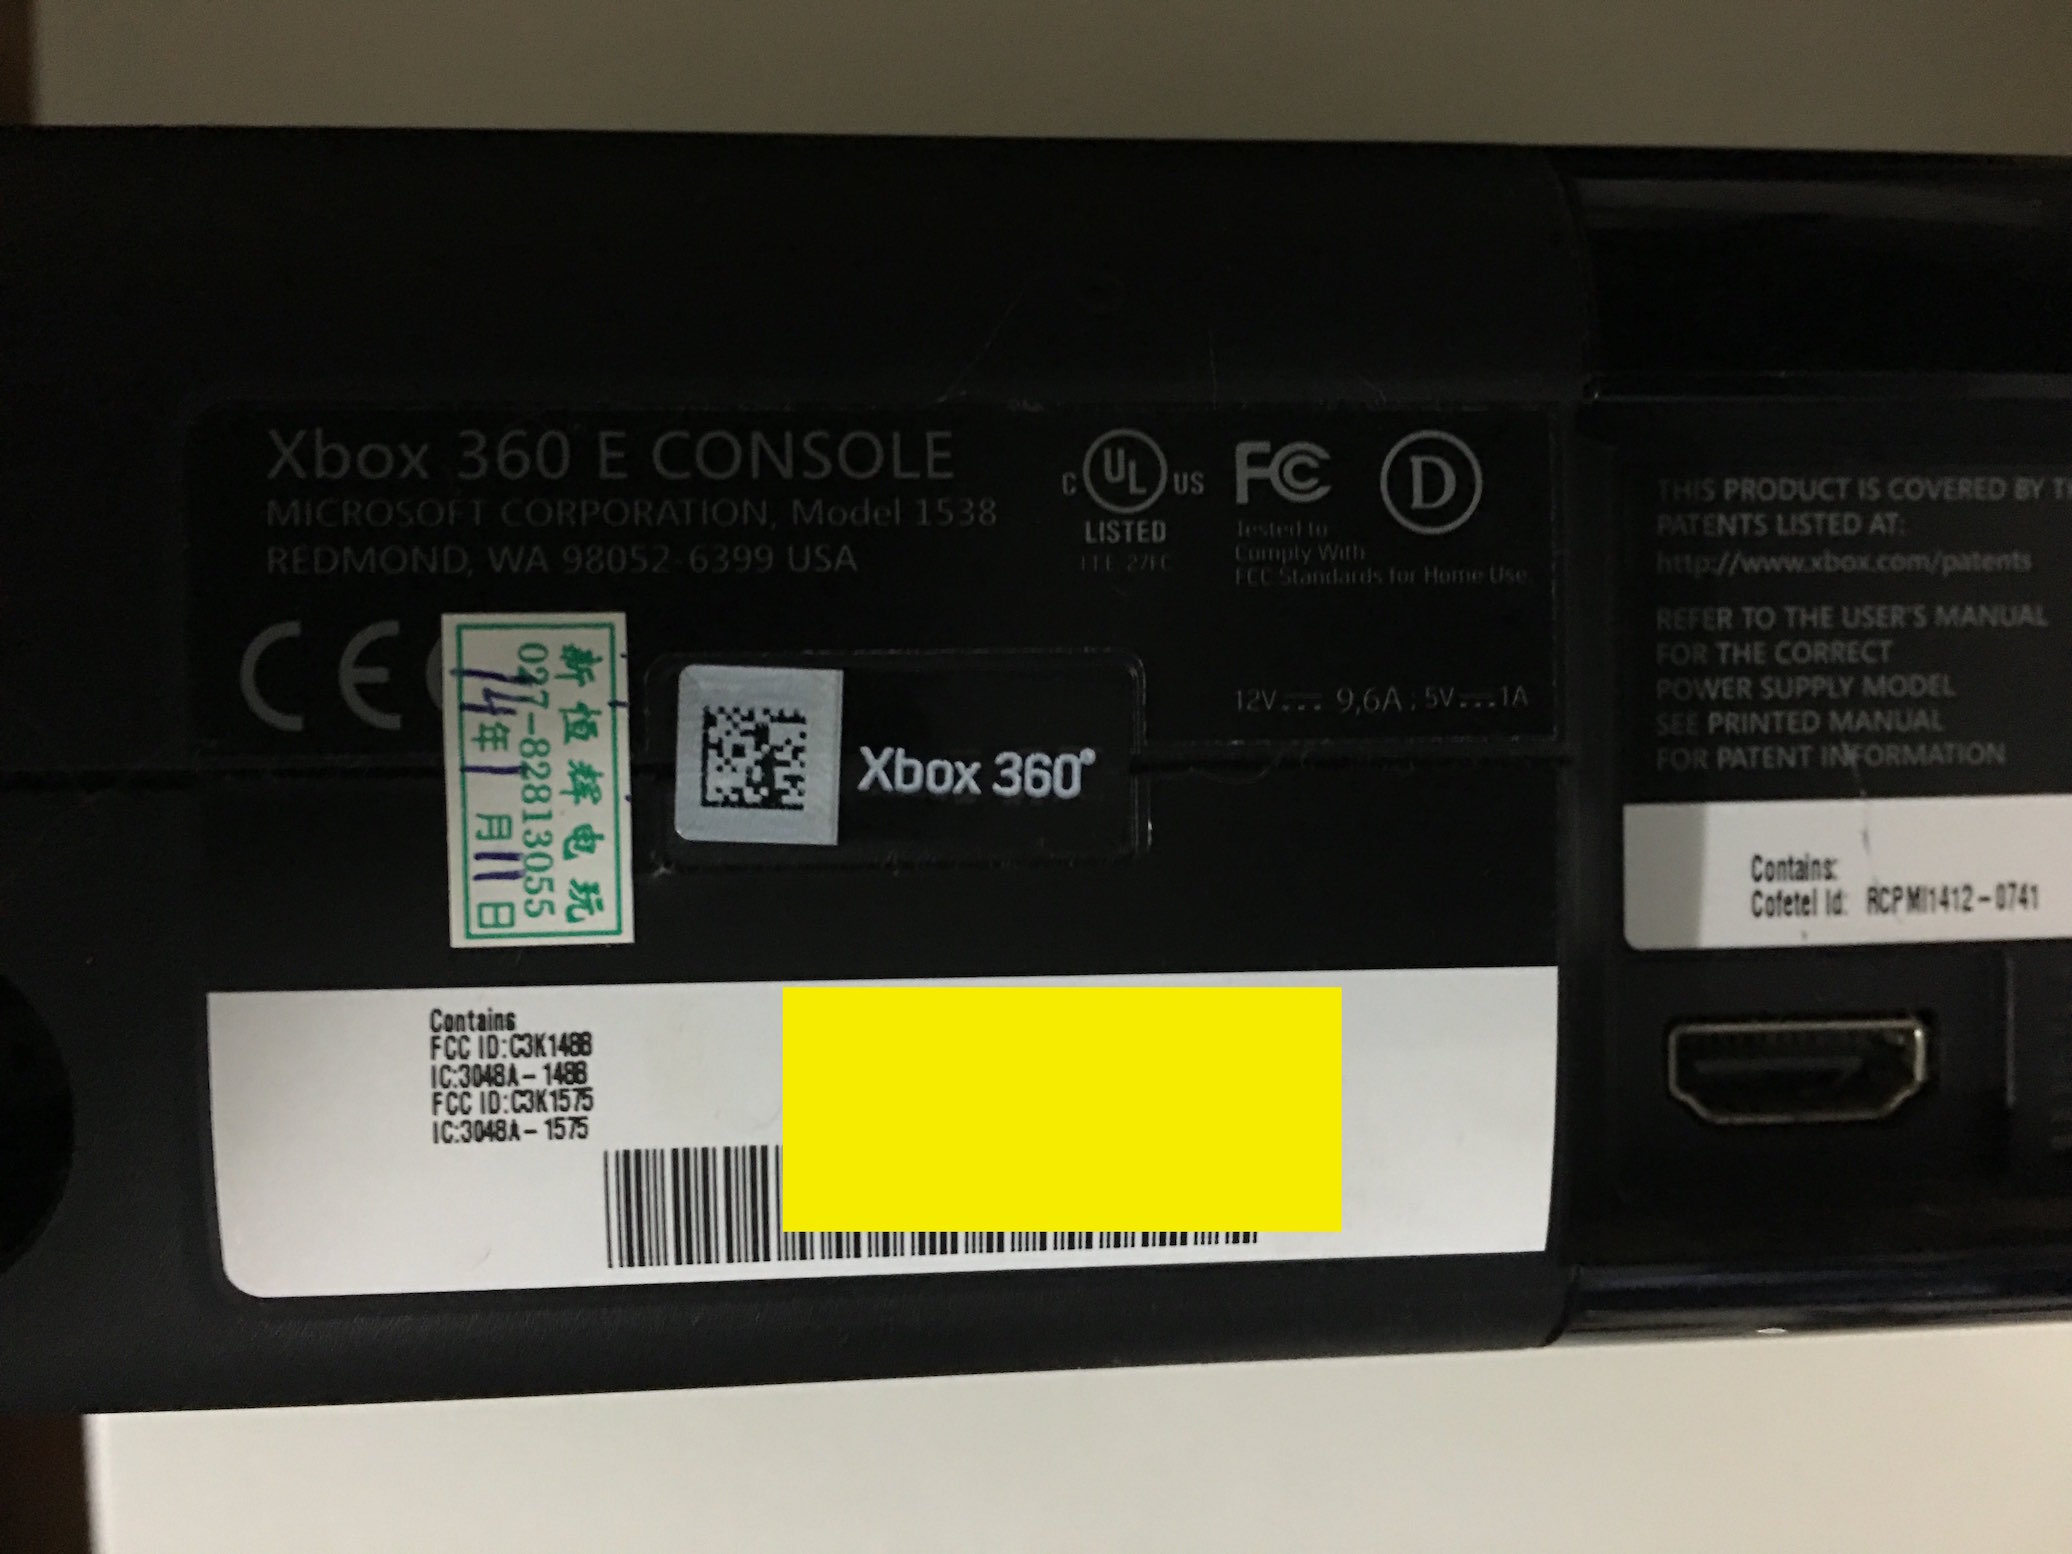 Xbox 360 E CONSOLE
MICROSOFT CORPORATION, Model 1538
REDMOND, WA 98052-6399 USA
C UL US
LISTED
I.T.E. 27FC
FC
Tested to
Comply With
FCC Standards for Home Use
D
CE
12V 9,6A ; 5V 1A
新恒辉电玩
027-82813055
14年1月11日
Xbox 360
Contains
FCC ID:C3K1488
IC:3048A-1488
FCC ID:C3K1575
IC:3048A-1575
THIS PRODUCT IS COVERED BY
PATENTS LISTED AT:
http://www.xbox.com/patents
REFER TO THE USER'S MANUAL
FOR THE CORRECT
POWER SUPPLY MODEL
SEE PRINTED MANUAL
FOR PATENT INFORMATION
Contains:
Cofetel Id: RCPMI1412-0741